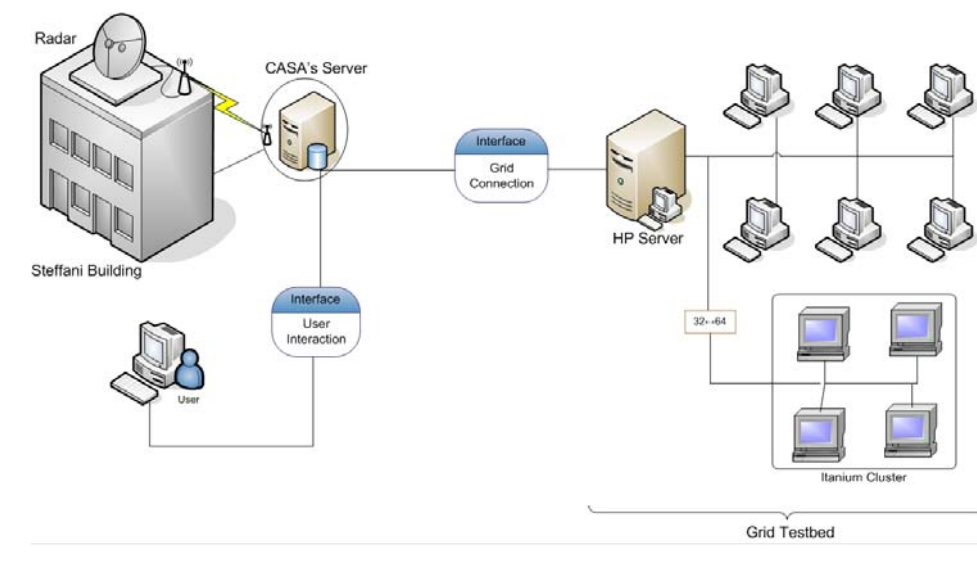 Radar
CASA's Server
Interface
Grid
Connection
HP Server
Steffani Building
Interface
User
Interaction
User
32↔64
Itanium Cluster
Grid Testbed